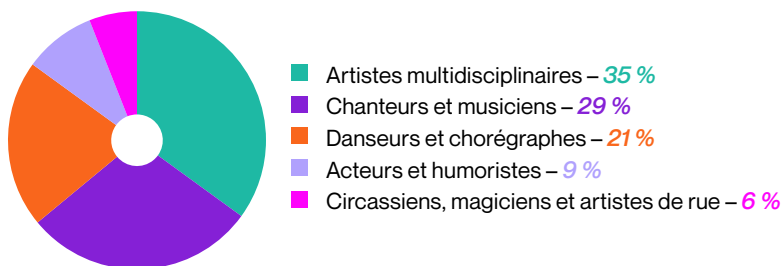 Artistes multidisciplinaires – 35 %
Chanteurs et musiciens – 29 %
Danseurs et chorégraphes – 21 %
Acteurs et humoristes – 9 %
Circassiens, magiciens et artistes de rue – 6 %